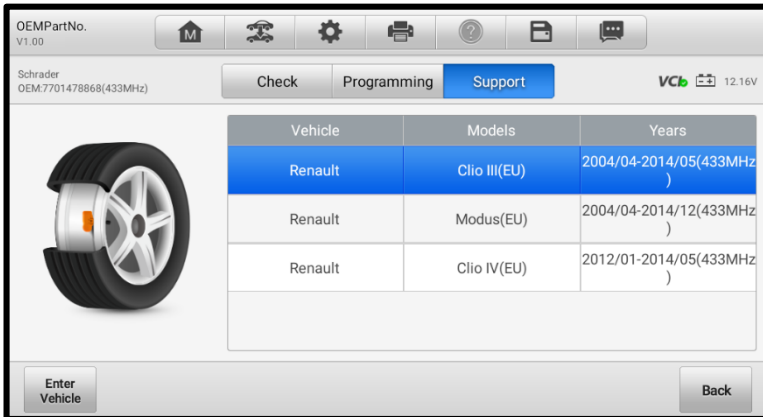 OEMPartNo.
V1.00
M
Schrader
OEM:7701478868(433MHz)
Check Programming Support
VCI 12.16V
Vehicle Models Years
Renault Clio III(EU) 2004/04-2014/05(433MHz
)
Renault Modus(EU) 2004/04-2014/12(433MHz
)
Renault Clio IV(EU) 2012/01-2014/05(433MHz
)
Enter
Vehicle
Back